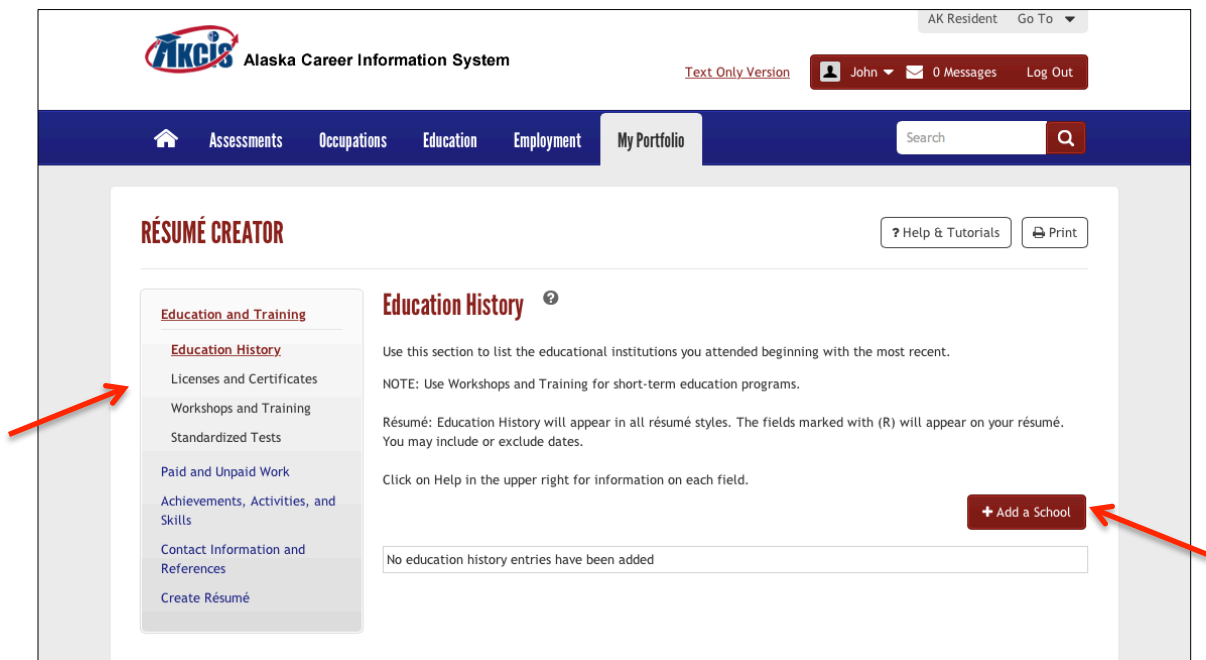 AK Resident Go To
AKCIS Alaska Career Information System
Text Only Version John 0 Messages Log Out
Assessments Occupations Education Employment My Portfolio Search
RÉSUMÉ CREATOR
? Help & Tutorials Print
Education and Training
Education History
Licenses and Certificates
Workshops and Training
Standardized Tests
Paid and Unpaid Work
Achievements, Activities, and
Skills
Contact Information and
References
Create Résumé
Education History ?
Use this section to list the educational institutions you attended beginning with the most recent.
NOTE: Use Workshops and Training for short-term education programs.
Résumé: Education History will appear in all résumé styles. The fields marked with (R) will appear on your résumé.
You may include or exclude dates.
Click on Help in the upper right for information on each field.
+ Add a School
No education history entries have been added